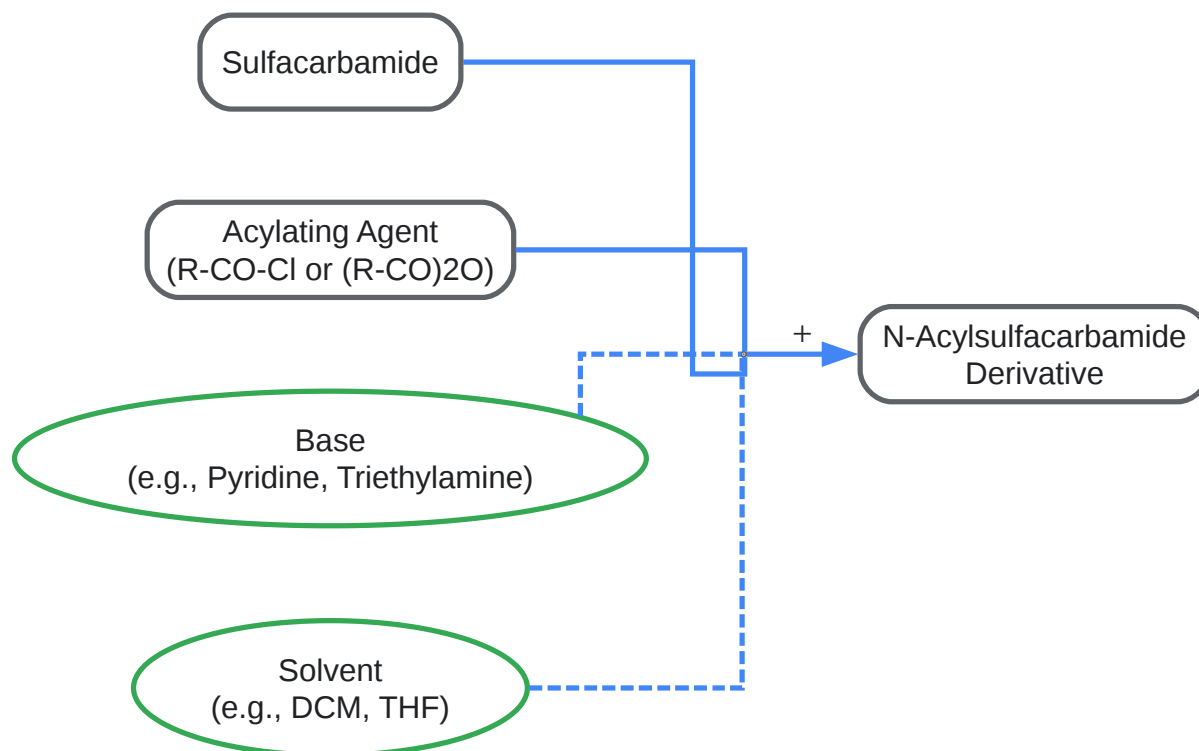 Sulfacarbamide
Acylating Agent
(R-CO-Cl or (R-CO)2O)
+
N-Acylsulfacarbamide
Derivative
Base
(e.g., Pyridine, Triethylamine)
Solvent
(e.g., DCM, THF)